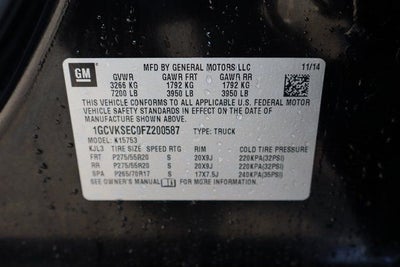 GM MFD BY GENERAL MOTORS LLC 11/14
GVWR GAWR FRT GAWR RR
3266 KG 1792 KG 1792 KG
7200 LB 3950 LB 3950 LB
THIS VEHICLE CONFORMS TO ALL APPLICABLE U.S. FEDERAL MOTOR
VEHICLE SAFETY STANDARDS IN EFFECT ON THE DATE OF
MANUFACTURE SHOWN ABOVE.
1GCVKSEC0FZ200587 TYPE: TRUCK
MODEL: K15753
KJL3 TIRE SIZE SPEED RTG RIM COLD TIRE PRESSURE
FRT P275/55R20 S 20X9J 220KPA(32PSI)
RR P275/55R20 S 20X9J 220KPA(32PSI)
SPA P265/70R17 S 17X7.5J 240KPA(35PSI)
SEE OWNER'S MANUAL FOR MORE INFORMATION.